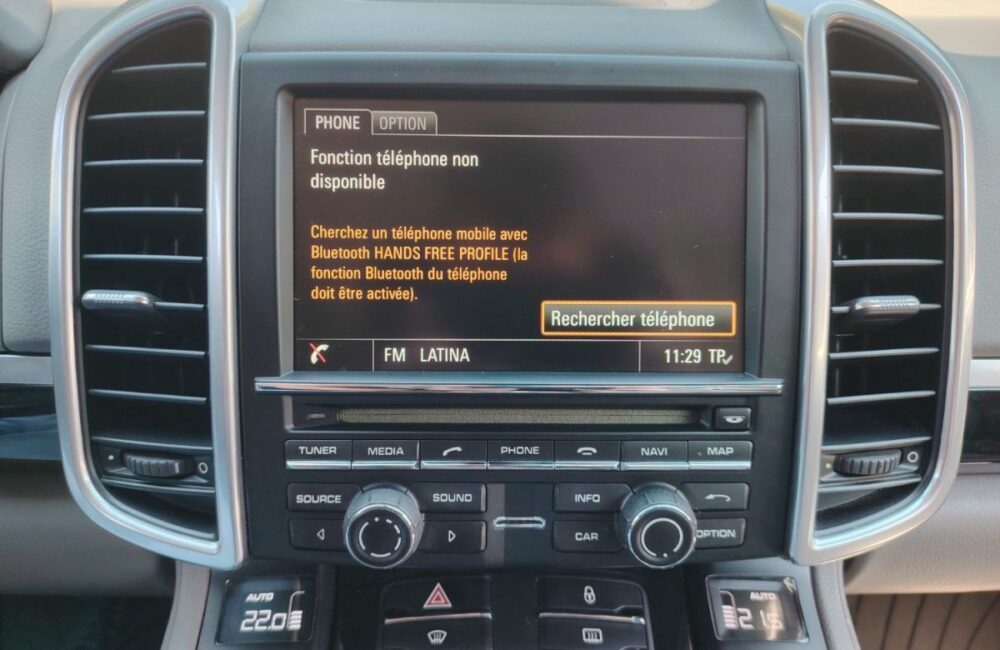 PHONE OPTION
Fonction téléphone non
disponible
Cherchez un téléphone mobile avec
Bluetooth HANDS FREE PROFILE (la
fonction Bluetooth du téléphone
doit être activée).
Rechercher téléphone
FM LATINA 11:29 TP
TUNER MEDIA PHONE NAVI MAP
SOURCE SOUND INFO
CAR OPTION
AUTO AUTO
22.0 21.5